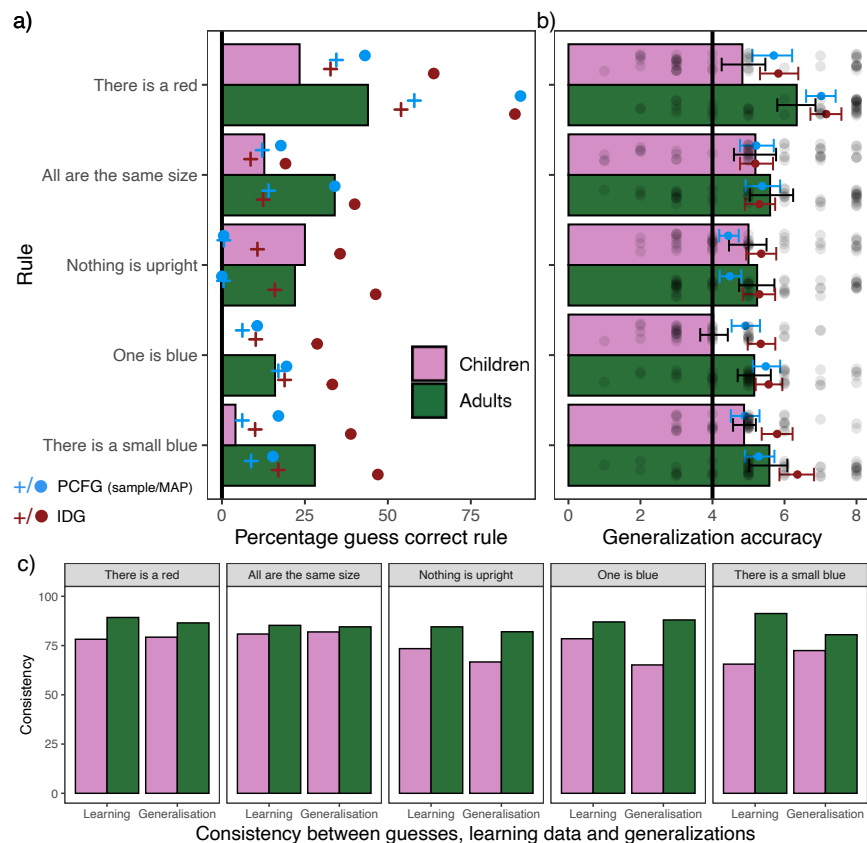 a)
b)
Rule
There is a red
All are the same size
Nothing is upright
One is blue
There is a small blue
Children
Adults
+/● PCFG (sample/MAP)
+/● IDG
0 25 50 75
Percentage guess correct rule
0 2 4 6 8
Generalization accuracy
c)
There is a red
All are the same size
Nothing is upright
One is blue
There is a small blue
Consistency
100
75
50
25
0
Learning Generalisation
Learning Generalisation
Learning Generalisation
Learning Generalisation
Learning Generalisation
Consistency between guesses, learning data and generalizations